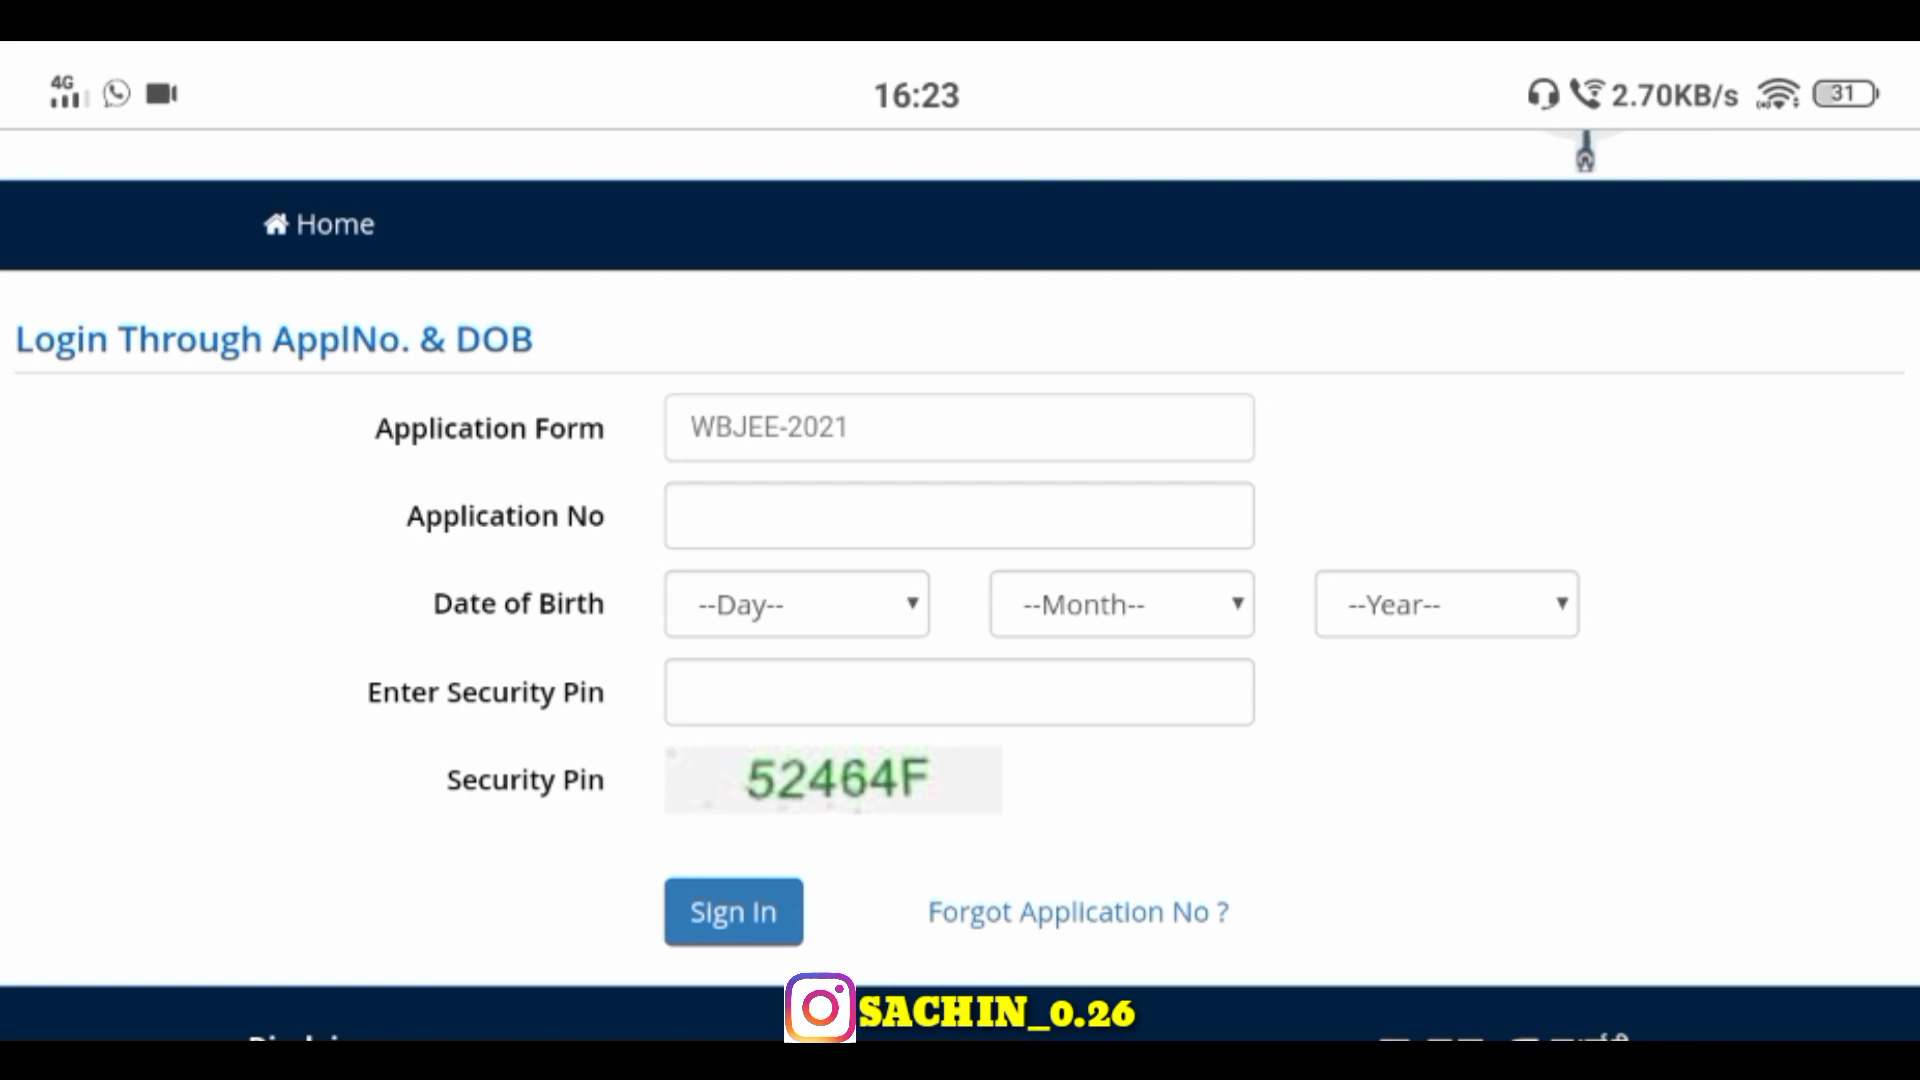 4G 16:23 2.70KB/s 31
Home
Login Through ApplNo. & DOB
Application Form WBJEE-2021
Application No
Date of Birth --Day-- --Month-- --Year--
Enter Security Pin
Security Pin 52464F
Sign In Forgot Application No ?
SACHIN_0.26